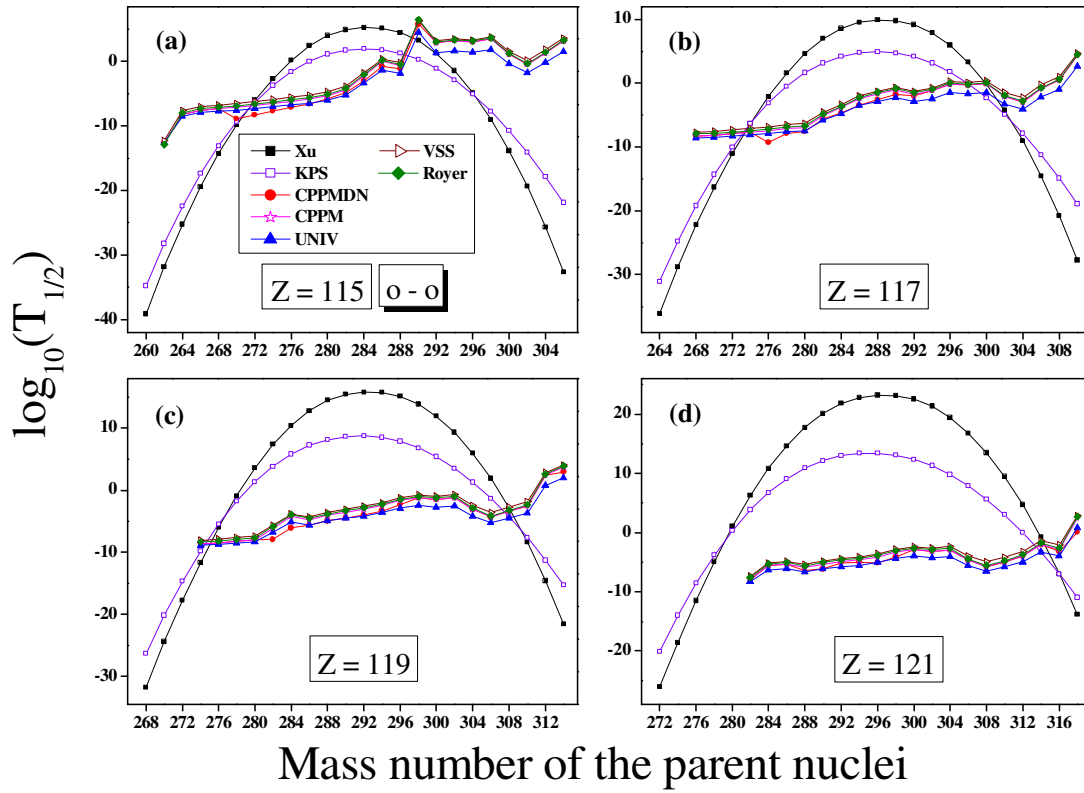 (a)
10
0
-10
-20
-30
-40
Xu
KPS
CPPMDN
CPPM
UNIV
VSS
Royer
Z = 115
o - o
260 264 268 272 276 280 284 288 292 296 300 304
(b)
10
0
-10
-20
-30
Z = 117
264 268 272 276 280 284 288 292 296 300 304 308
(c)
10
0
-10
-20
-30
Z = 119
268 272 276 280 284 288 292 296 300 304 308 312
(d)
20
10
0
-10
-20
Z = 121
272 276 280 284 288 292 296 300 304 308 312 316
log10(T1/2)
Mass number of the parent nuclei